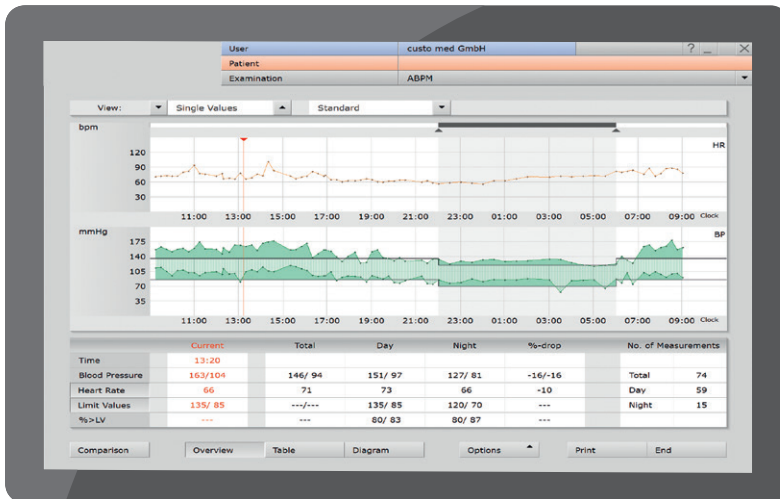 User custo med GmbH ? _ X
Patient
Examination ABPM
View: Single Values Standard
bpm HR
120
90
60
30
11:00 13:00 15:00 17:00 19:00 21:00 23:00 01:00 03:00 05:00 07:00 09:00 Clock
mmHg BP
175
140
105
70
35
11:00 13:00 15:00 17:00 19:00 21:00 23:00 01:00 03:00 05:00 07:00 09:00 Clock
Current Total Day Night %-drop No. of Measurements
Time 13:20
Blood Pressure 163/104 146/ 94 151/ 97 127/ 81 -16/-16 Total 74
Heart Rate 66 71 73 66 -10 Day 59
Limit Values 135/ 85 ---/--- 135/ 85 120/ 70 --- Night 15
%>LV --- 80/ 83 80/ 87 ---
Comparison Overview Table Diagram Options Print End